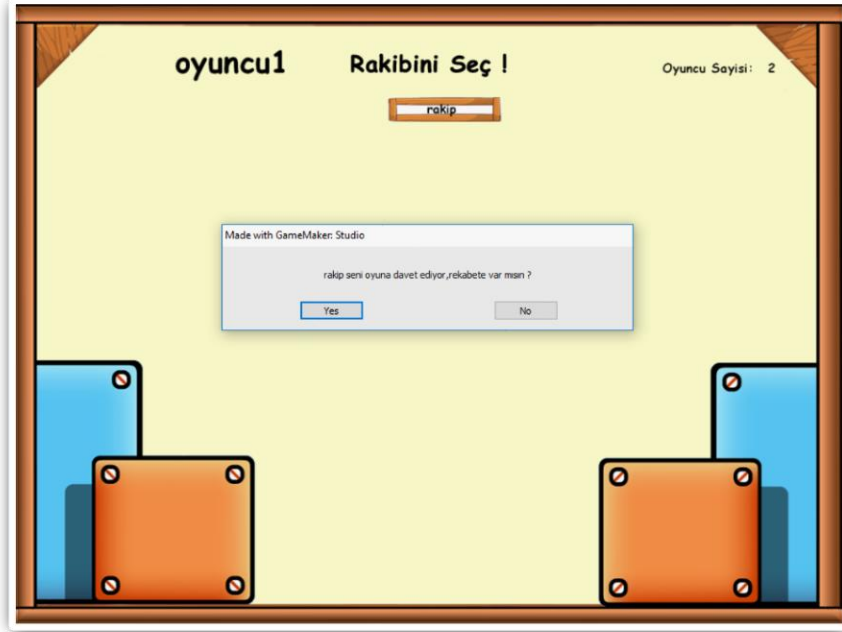 oyuncu1 Rakibini Seç ! Oyuncu Sayisi: 2
rakip
Made with GameMaker: Studio
rakip seni oyuna davet ediyor,rekabete var mısın ?
Yes No